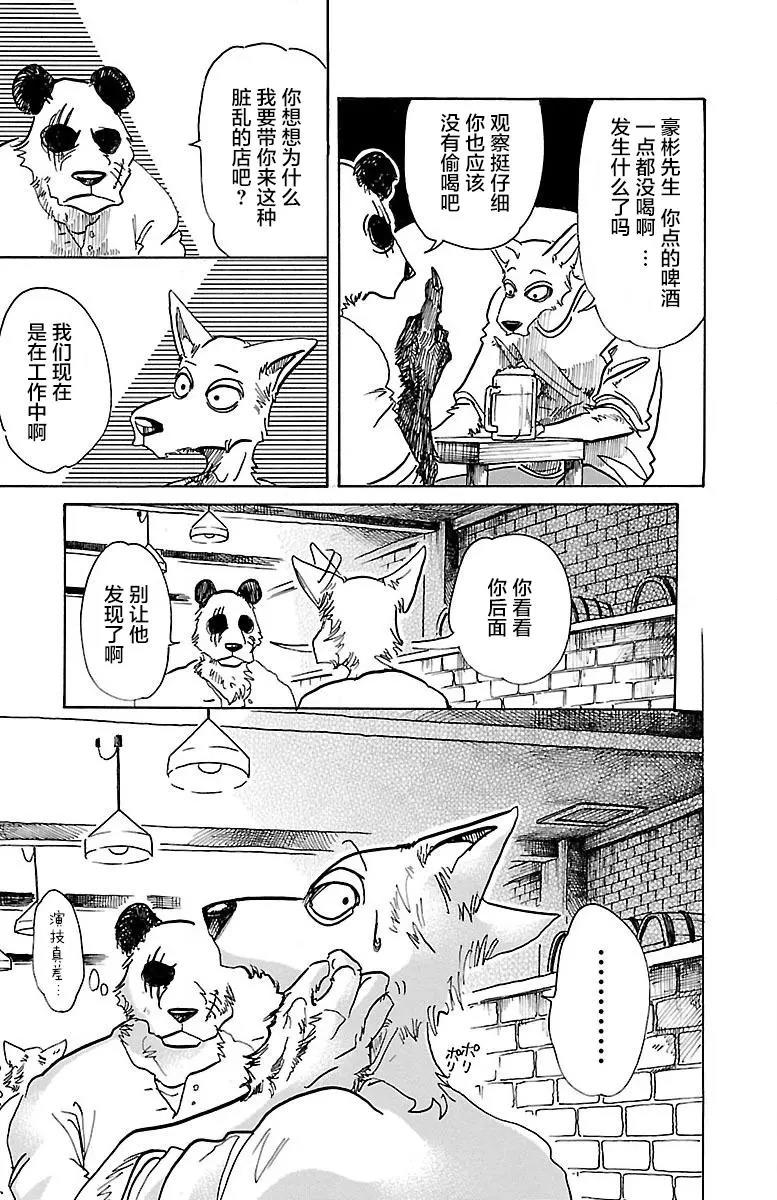 豪彬先生 你点的啤酒
一点都没喝啊…
发生什么了吗
观察挺仔细
你也应该
没有偷喝吧
你想想为什么
我要带你来这种
脏乱的店吧？
我们现在
是在工作中啊
你看看
你后面
别让他
发现了啊
………
演技真差…
ポリポリ